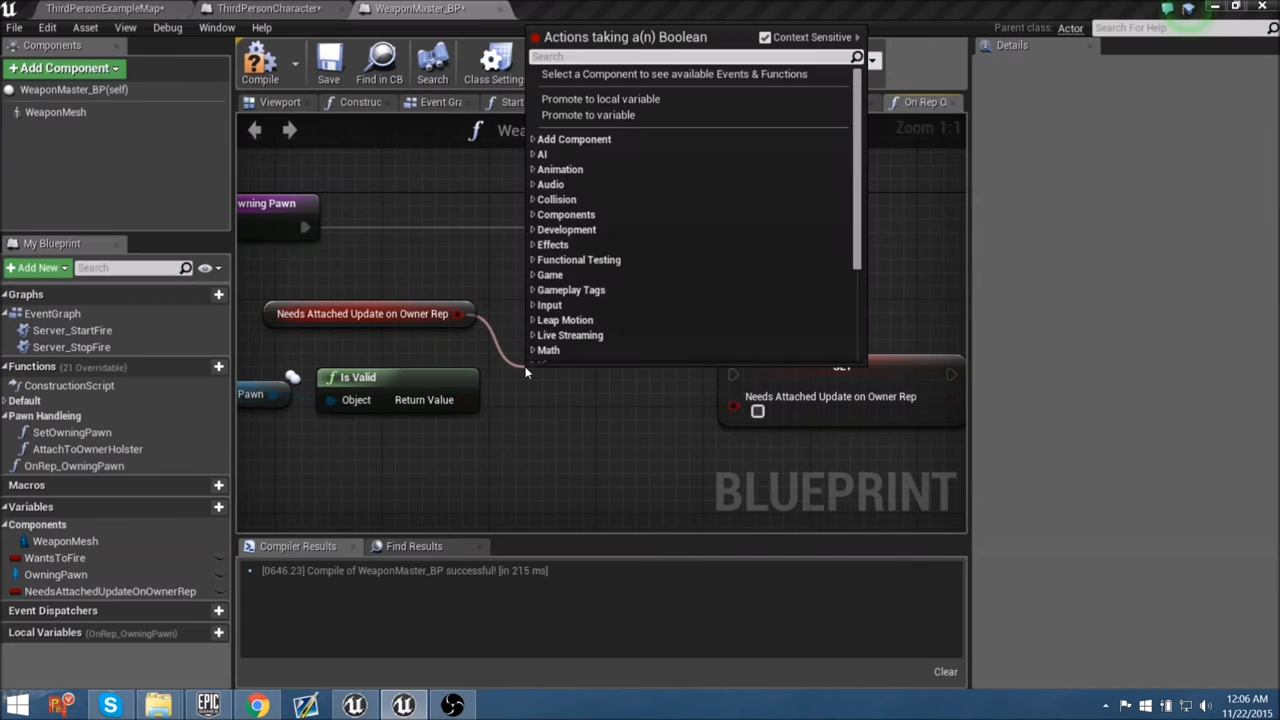 ThirdPersonExampleMap*
ThirdPersonCharacter*
WeaponMaster_BP*
File Edit Asset View Debug Window Help
Parent class: Actor
Search For Help
Components
Add Component
WeaponMaster_BP(self)
WeaponMesh
Compile
Save
Find in CB
Search
Class Setting
Actions taking a(n) Boolean
Context Sensitive
Search
Select a Component to see available Events & Functions
Promote to local variable
Promote to variable
Add Component
AI
Animation
Audio
Collision
Components
Development
Effects
Functional Testing
Game
Gameplay Tags
Input
Leap Motion
Live Streaming
Math
Details
Viewport
Construc
Event Gra
Start
On Rep O
Wea
Zoom 1:1
wning Pawn
Needs Attached Update on Owner Rep
Pawn
Is Valid
Object
Return Value
Needs Attached Update on Owner Rep
BLUEPRINT
My Blueprint
Add New
Search
Graphs
EventGraph
Server_StartFire
Server_StopFire
Functions (21 Overridable)
ConstructionScript
Default
Pawn Handleing
SetOwningPawn
AttachToOwnerHolster
OnRep_OwningPawn
Macros
Variables
Components
WeaponMesh
WantsToFire
OwningPawn
NeedsAttachedUpdateOnOwnerRep
Event Dispatchers
Local Variables (OnRep_OwningPawn)
Compiler Results
Find Results
[0646.23] Compile of WeaponMaster_BP successful! [in 215 ms]
Clear
EPIC
GAMES
12:06 AM
11/22/2015